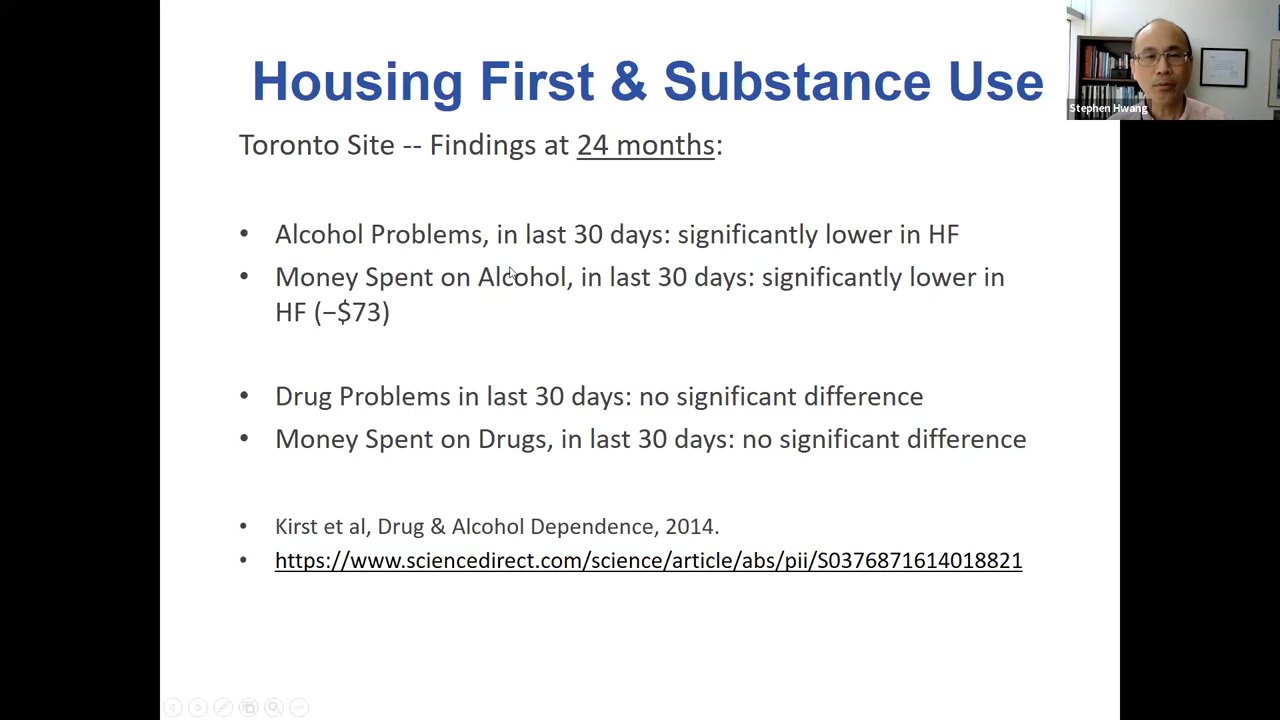 Housing First & Substance Use
Stephen Hwang
Toronto Site -- Findings at 24 months:
• Alcohol Problems, in last 30 days: significantly lower in HF
• Money Spent on Alcohol, in last 30 days: significantly lower in
HF (−$73)
• Drug Problems in last 30 days: no significant difference
• Money Spent on Drugs, in last 30 days: no significant difference
• Kirst et al, Drug & Alcohol Dependence, 2014.
• https://www.sciencedirect.com/science/article/abs/pii/S0376871614018821